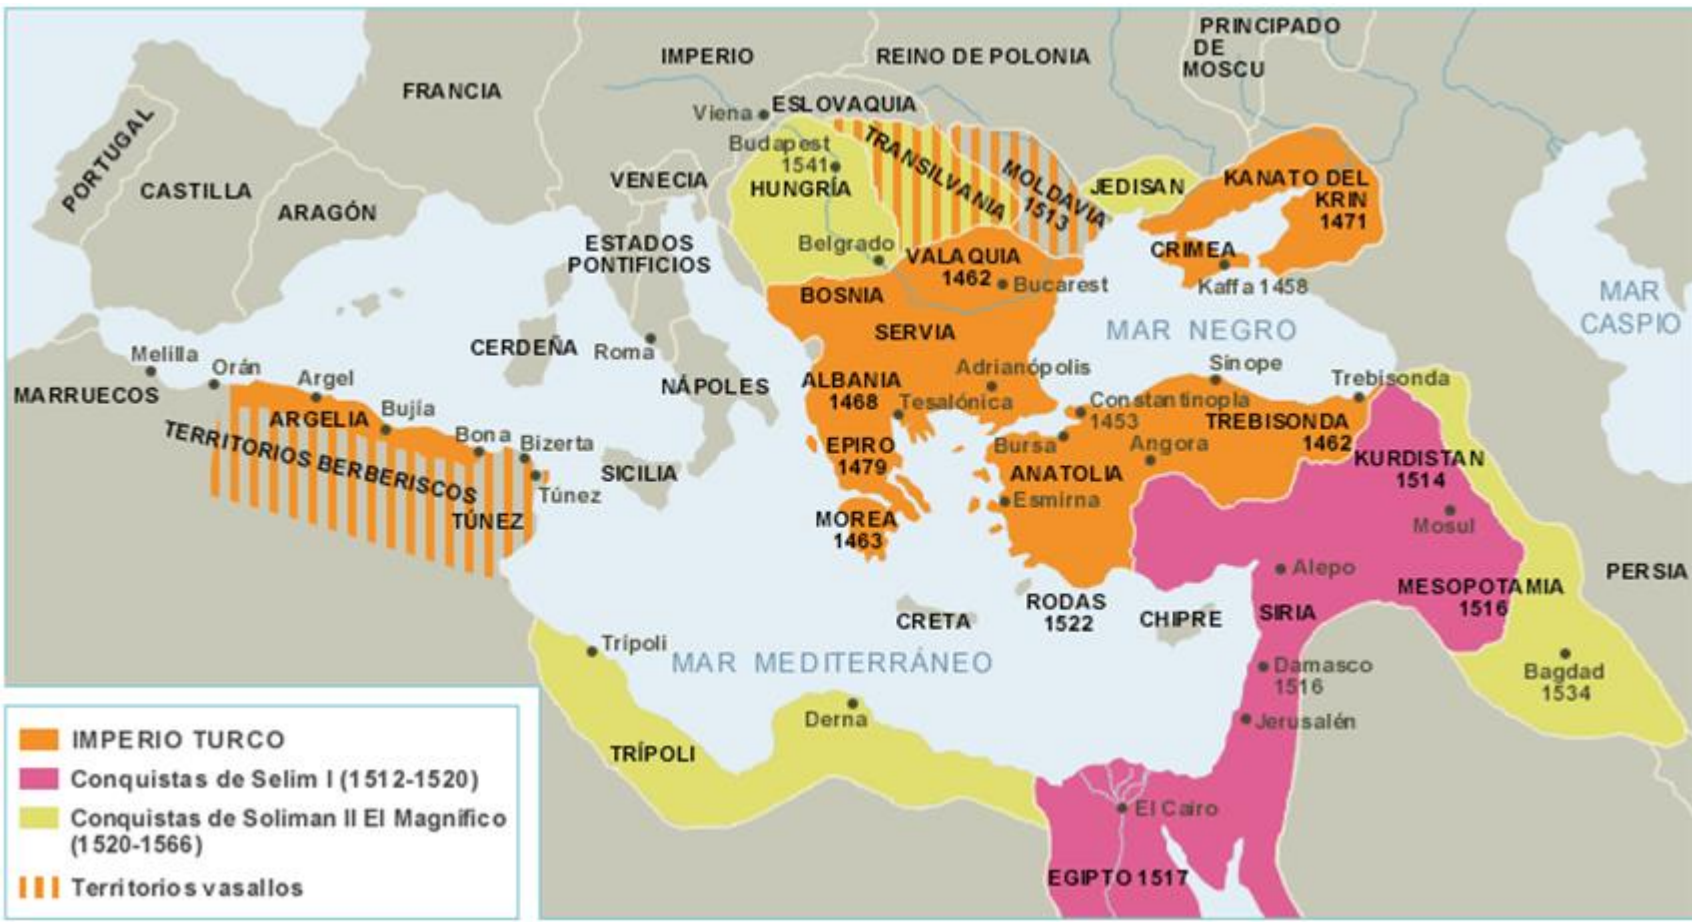 PRINCIPADO
DE
MOSCU
IMPERIO
REINO DE POLONIA
FRANCIA
Viena
ESLOVAQUIA
PORTUGAL
Budapest
1541
TRANSILVANIA
MOLDAVIA
1513
VENECIA
HUNGRÍA
JEDISAN
KANATO DEL
KRIN
1471
CASTILLA
ARAGÓN
ESTADOS
PONTIFICIOS
Belgrado
VALAQUIA
1462
Bucarest
CRIMEA
Kaffa 1458
BOSNIA
MAR
CASPIO
SERVIA
MAR NEGRO
CERDEÑA
Roma
Melilla
Orán
Argel
MARRUECOS
NÁPOLES
ALBANIA
1468
Adrianópolis
Sinope
Trebisonda
Tesalónica
Constantinopla
1453
ARGELIA
Bujía
TERRITORIOS BERBERISCOS
Bona
Bizerta
Bursa
Angora
TREBISONDA
1462
EPIRO
1479
KURDISTAN
1514
SICILIA
ANATOLIA
Túnez
TÚNEZ
Esmirna
MOREA
1463
Mosul
Alepo
PERSIA
MESOPOTAMIA
1516
RODAS
1522
CRETA
CHIPRE
SIRIA
Trípoli
MAR MEDITERRÁNEO
Damasco
1516
Bagdad
1534
Derna
Jerusalén
TRÍPOLI
El Cairo
EGIPTO 1517
IMPERIO TURCO
Conquistas de Selim I (1512-1520)
Conquistas de Soliman II El Magnífico
(1520-1566)
Territorios vasallos